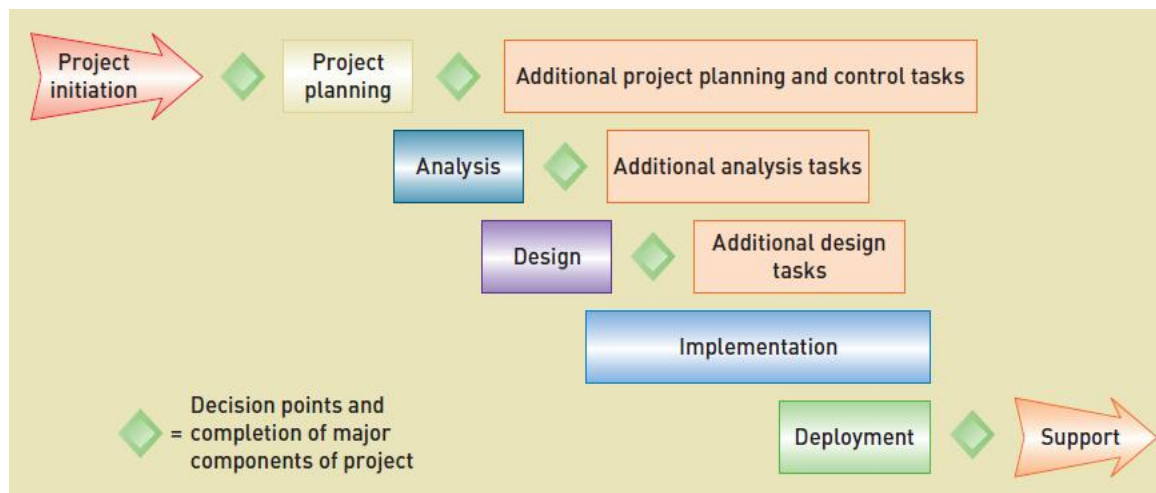 Project
initiation
Project
planning
Additional project planning and control tasks
Analysis
Additional analysis tasks
Design
Additional design
tasks
Implementation
Decision points and
= completion of major
components of project
Deployment
Support